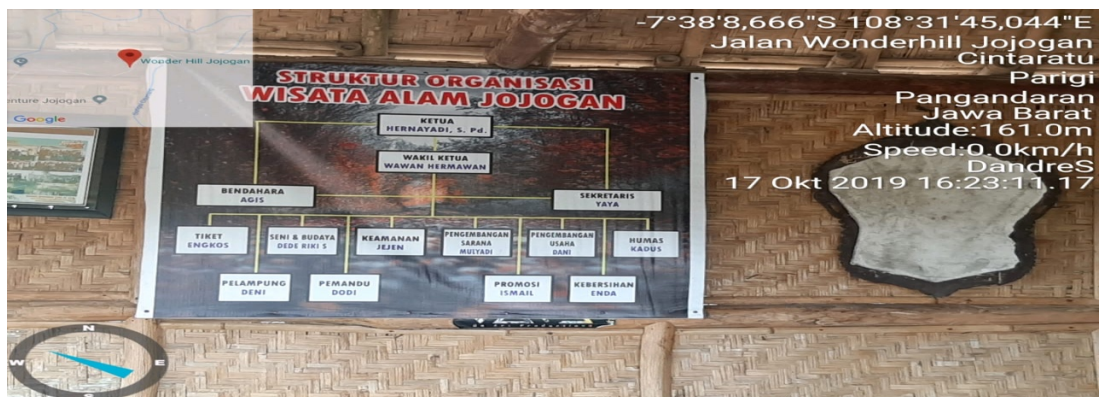 -7°38'8,666"S 108°31'45,044"E
Jalan Wonderhill Jojogan
Cintaratu
Parigi
Pangandaran
Jawa Barat
Altitude:161.0m
Speed:0.0km/h
DandreS
17 Okt 2019 16:23:11.17
Wonder Hill Jojogan
nture Jojogan
Google
STRUKTUR ORGANISASI
WISATA ALAM JOJOGAN
KETUA
HERNAYADI, S. Pd.
WAKIL KETUA
WAWAN HERMAWAN
BENDAHARA
AGIS
SEKRETARIS
YAYA
TIKET
ENGKOS
SENI & BUDAYA
DEDE RIKI S
KEAMANAN
JEJEN
PENGEMBANGAN
SARANA
MULYADI
PENGEMBANGAN
USAHA
DANI
HUMAS
KADUS
PELAMPUNG
DENI
PEMANDU
DODI
PROMOSI
ISMAIL
KEBERSIHAN
ENDA
N
W
E